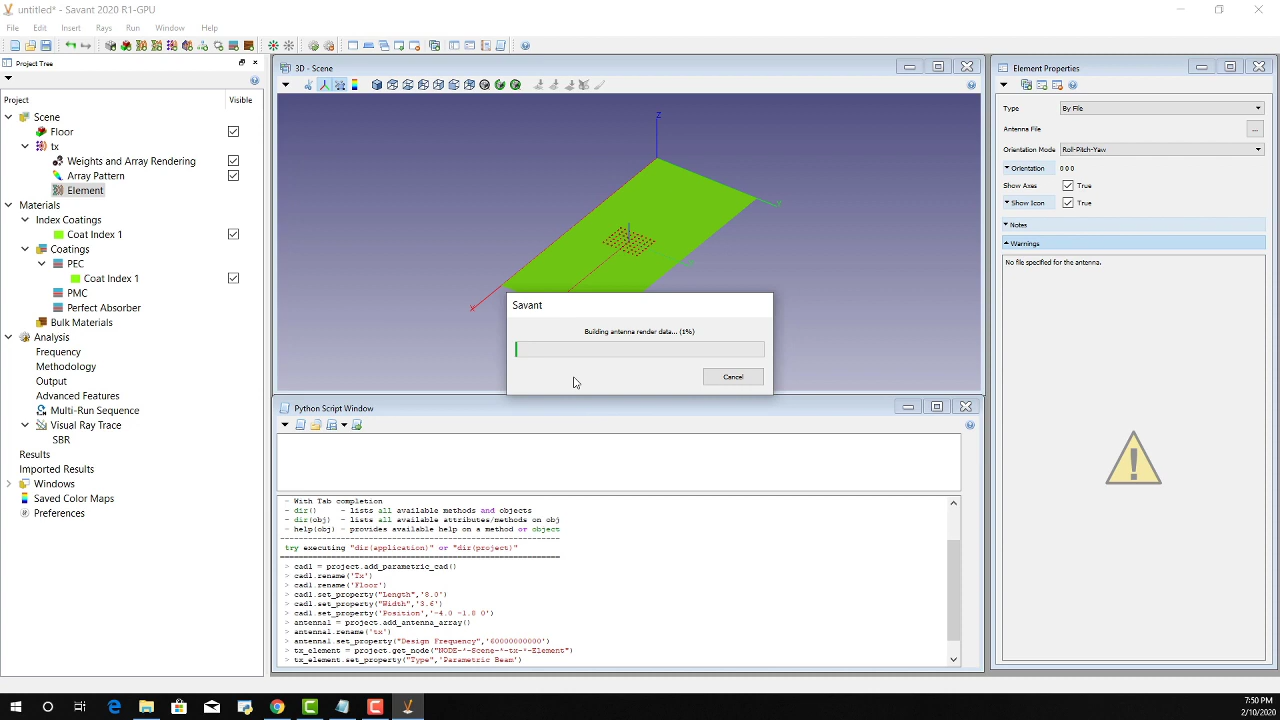 untitled* - Savant 2020 R1-GPU
File Edit Insert Rays Run Window Help
Project Tree
Project Visible
Scene
Floor
tx
Weights and Array Rendering
Array Pattern
Element
Materials
Index Coatings
Coat Index 1
Coatings
PEC
Coat Index 1
PMC
Perfect Absorber
Bulk Materials
Analysis
Frequency
Methodology
Output
Advanced Features
Multi-Run Sequence
Visual Ray Trace
SBR
Results
Imported Results
Windows
Saved Color Maps
Preferences
3D - Scene
Z
Y
X
Savant
Building antenna render data... (1%)
Cancel
Python Script Window
- With Tab completion
- dir() - lists all available methods and objects
- dir(obj) - lists all available attributes/methods on obj
- help(obj) - provides available help on a method or object
try executing "dir(application)" or "dir(project)"
> cad1 = project.add_parametric_cad()
> cad1.rename('Tx')
> cad1.rename('Floor')
> cad1.set_property("Length",'8.0')
> cad1.set_property("Width",'3.6')
> cad1.set_property('Position','-4.0 -1.8 0')
> antenna1 = project.add_antenna_array()
> antenna1.rename('tx')
> antenna1.set_property("Design Frequency",'60000000000')
> tx_element = project.get_node("NODE-*-Scene-*-tx-*-Element")
> tx_element.set_property("Type",'Parametric Beam')
Element Properties
Type By File
Antenna File ...
Orientation Mode Roll-Pitch-Yaw
Orientation 0 0 0
Show Axes True
Show Icon True
Notes
Warnings
No file specified for the antenna.
7:50 PM
2/10/2020